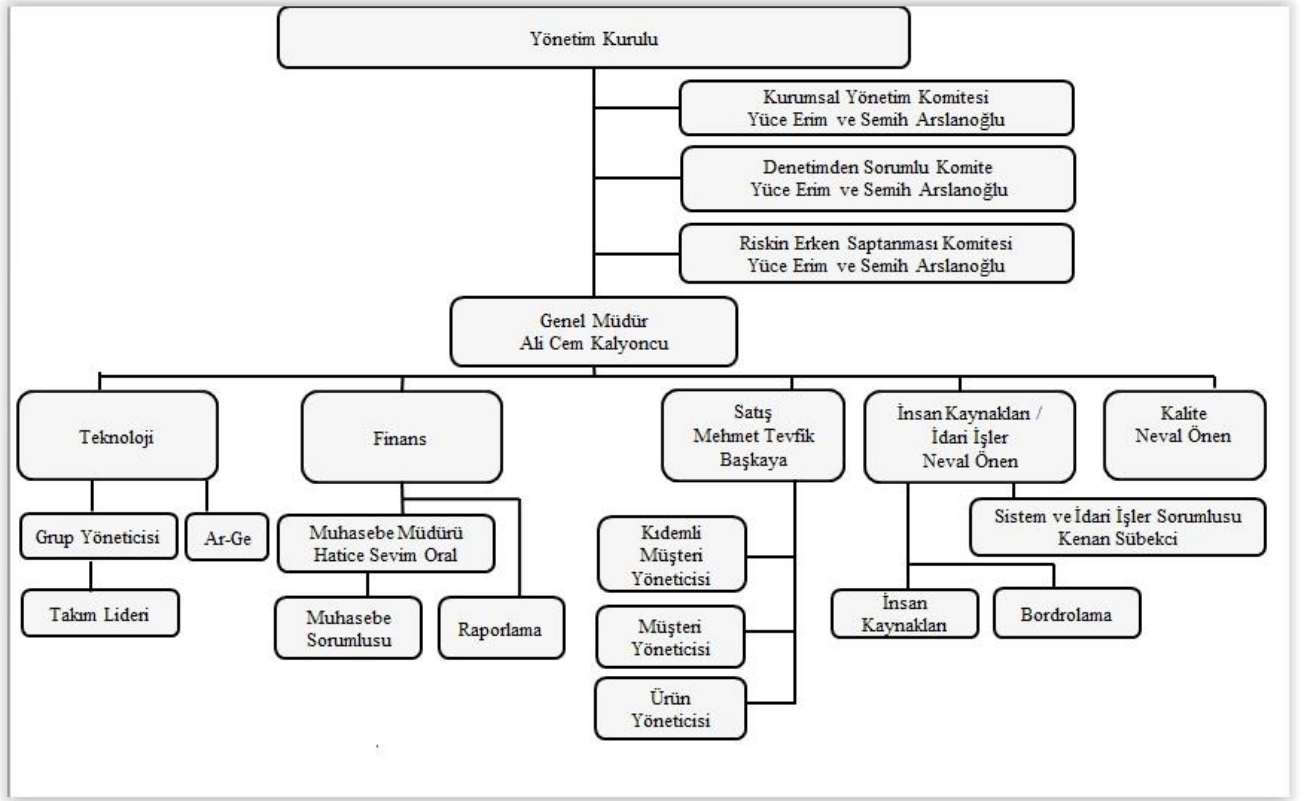 Yönetim Kurulu
Kurumsal Yönetim Komitesi
Yüce Erim ve Semih Arslanoğlu
Denetimden Sorumlu Komite
Yüce Erim ve Semih Arslanoğlu
Riskin Erken Saptanması Komitesi
Yüce Erim ve Semih Arslanoğlu
Genel Müdür
Ali Cem Kalyoncu
Teknoloji
Finans
Satış
Mehmet Tevfik
Başkaya
İnsan Kaynakları /
İdari İşler
Neval Önen
Kalite
Neval Önen
Grup Yöneticisi
Ar-Ge
Muhasebe Müdürü
Hatice Sevim Oral
Kıdemli
Müşteri
Yöneticisi
Sistem ve İdari İşler Sorumlusu
Kenan Sübekci
Takım Lideri
Muhasebe
Sorumlusu
Raporlama
Müşteri
Yöneticisi
İnsan
Kaynakları
Bordrolama
Ürün
Yöneticisi